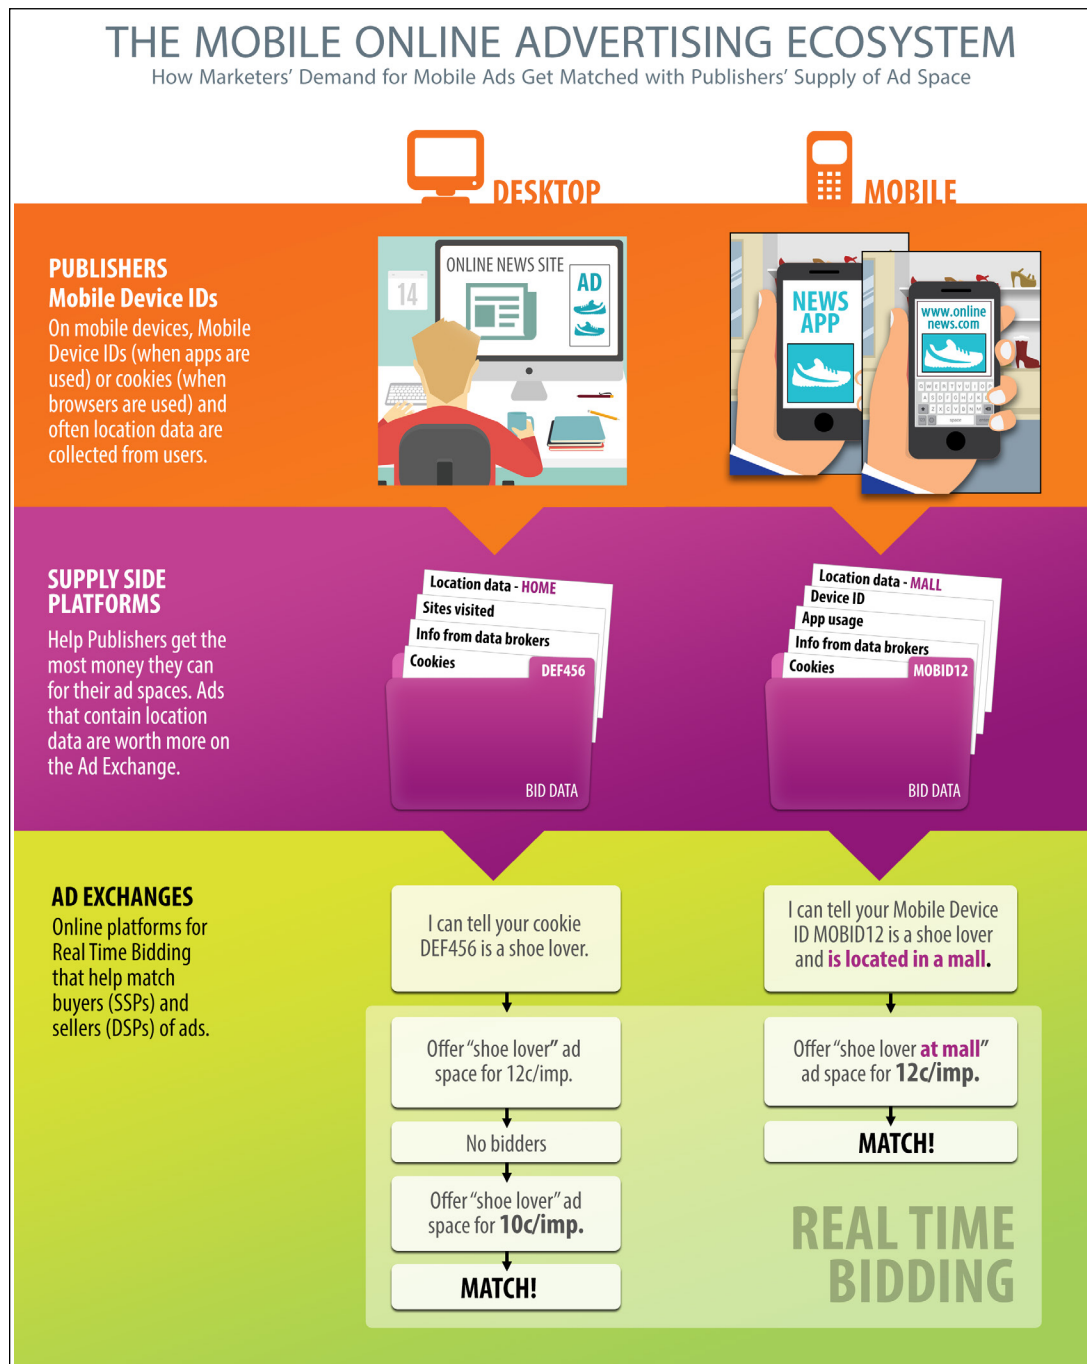 THE MOBILE ONLINE ADVERTISING ECOSYSTEM
How Marketers’ Demand for Mobile Ads Get Matched with Publishers’ Supply of Ad Space
DESKTOP
MOBILE
PUBLISHERS
Mobile Device IDs
On mobile devices, Mobile
Device IDs (when apps are
used) or cookies (when
browsers are used) and
often location data are
collected from users.
14
ONLINE NEWS SITE
AD
NEWS
APP
www.online
news.com
Q W E R T Y U I O P
A S D F G H J K L
Z X C V B N M
space
SUPPLY SIDE
PLATFORMS
Help Publishers get the
most money they can
for their ad spaces. Ads
that contain location
data are worth more on
the Ad Exchange.
Location data - HOME
Sites visited
Info from data brokers
Cookies
DEF456
BID DATA
Location data - MALL
Device ID
App usage
Info from data brokers
Cookies
MOBID12
BID DATA
AD EXCHANGES
Online platforms for
Real Time Bidding
that help match
buyers (SSPs) and
sellers (DSPs) of ads.
I can tell your cookie
DEF456 is a shoe lover.
Offer “shoe lover” ad
space for 12c/imp.
No bidders
Offer “shoe lover” ad
space for 10c/imp.
MATCH!
I can tell your Mobile Device
ID MOBID12 is a shoe lover
and is located in a mall.
Offer “shoe lover at mall”
ad space for 12c/imp.
MATCH!
REAL TIME
BIDDING